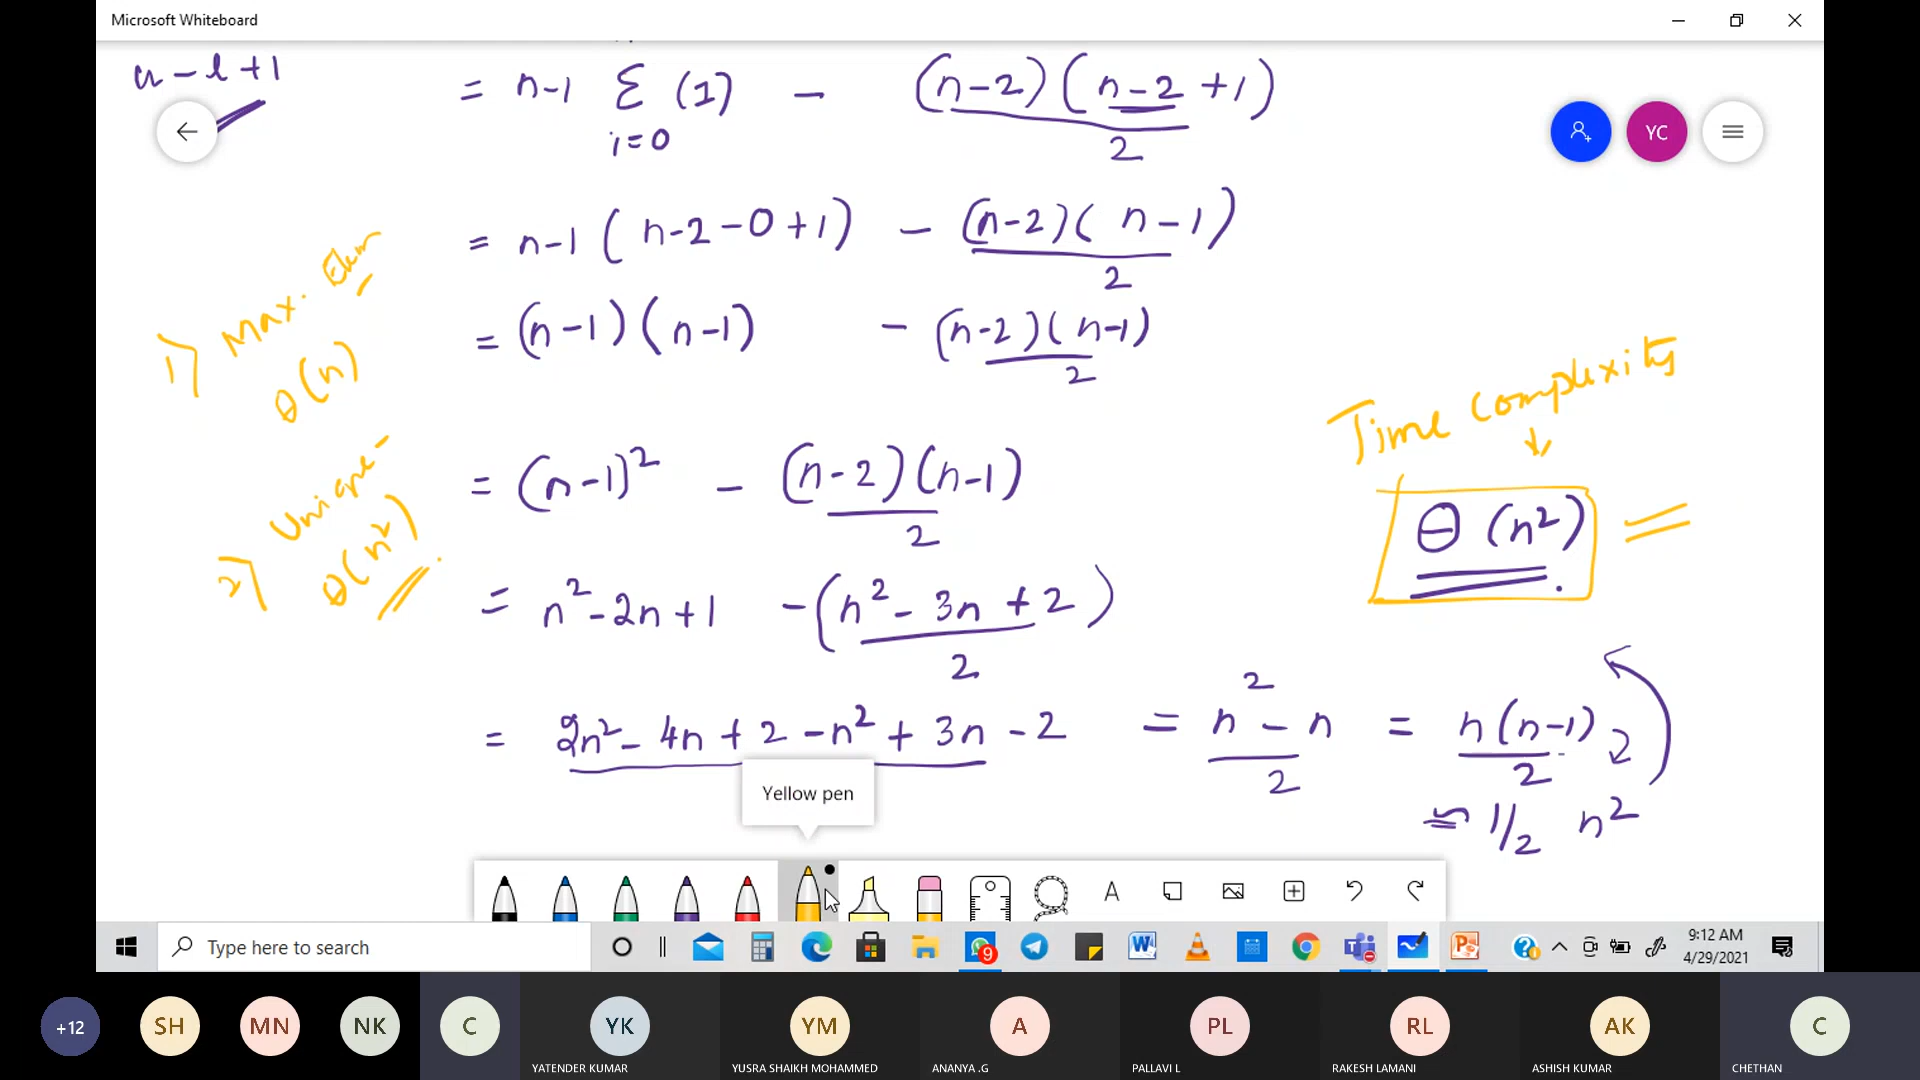 Microsoft Whiteboard
u - l + 1
= n-1 Σ (1) - (n-2)(n-2+1)
i=0 2
= n-1 (n-2-0+1) - (n-2)(n-1)
2
= (n-1)(n-1) - (n-2)(n-1)
2
= (n-1)² - (n-2)(n-1)
2
= n²-2n+1 -(n²-3n+2)
2
= 2n²-4n+2-n²+3n-2 = n²-n = n(n-1)
2 2
≈ 1/2 n²
1) Max. Elem
θ(n)
2) Unique-
θ(n²)
Time complexity
↓
Θ(n²)
YC
Yellow pen
A
Type here to search
9
9:12 AM
4/29/2021
+12
SH
MN
NK
C
YK
YATENDER KUMAR
YM
YUSRA SHAIKH MOHAMMED
A
ANANYA .G
PL
PALLAVI L
RL
RAKESH LAMANI
AK
ASHISH KUMAR
C
CHETHAN